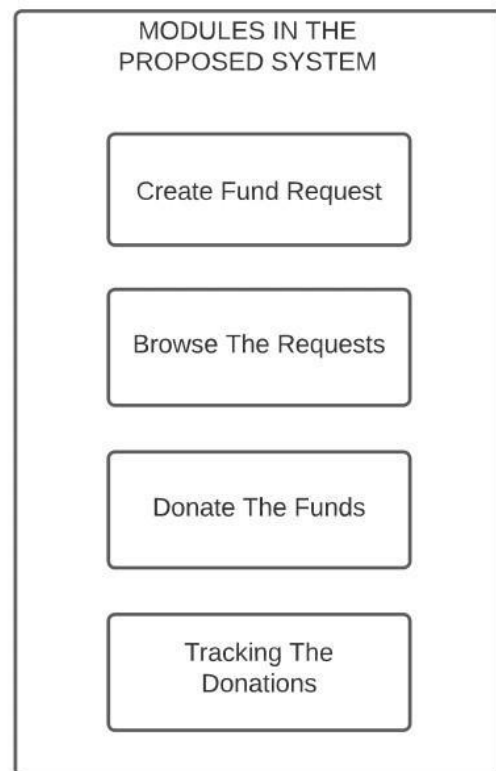 MODULES IN THE
PROPOSED SYSTEM
Create Fund Request
Browse The Requests
Donate The Funds
Tracking The
Donations